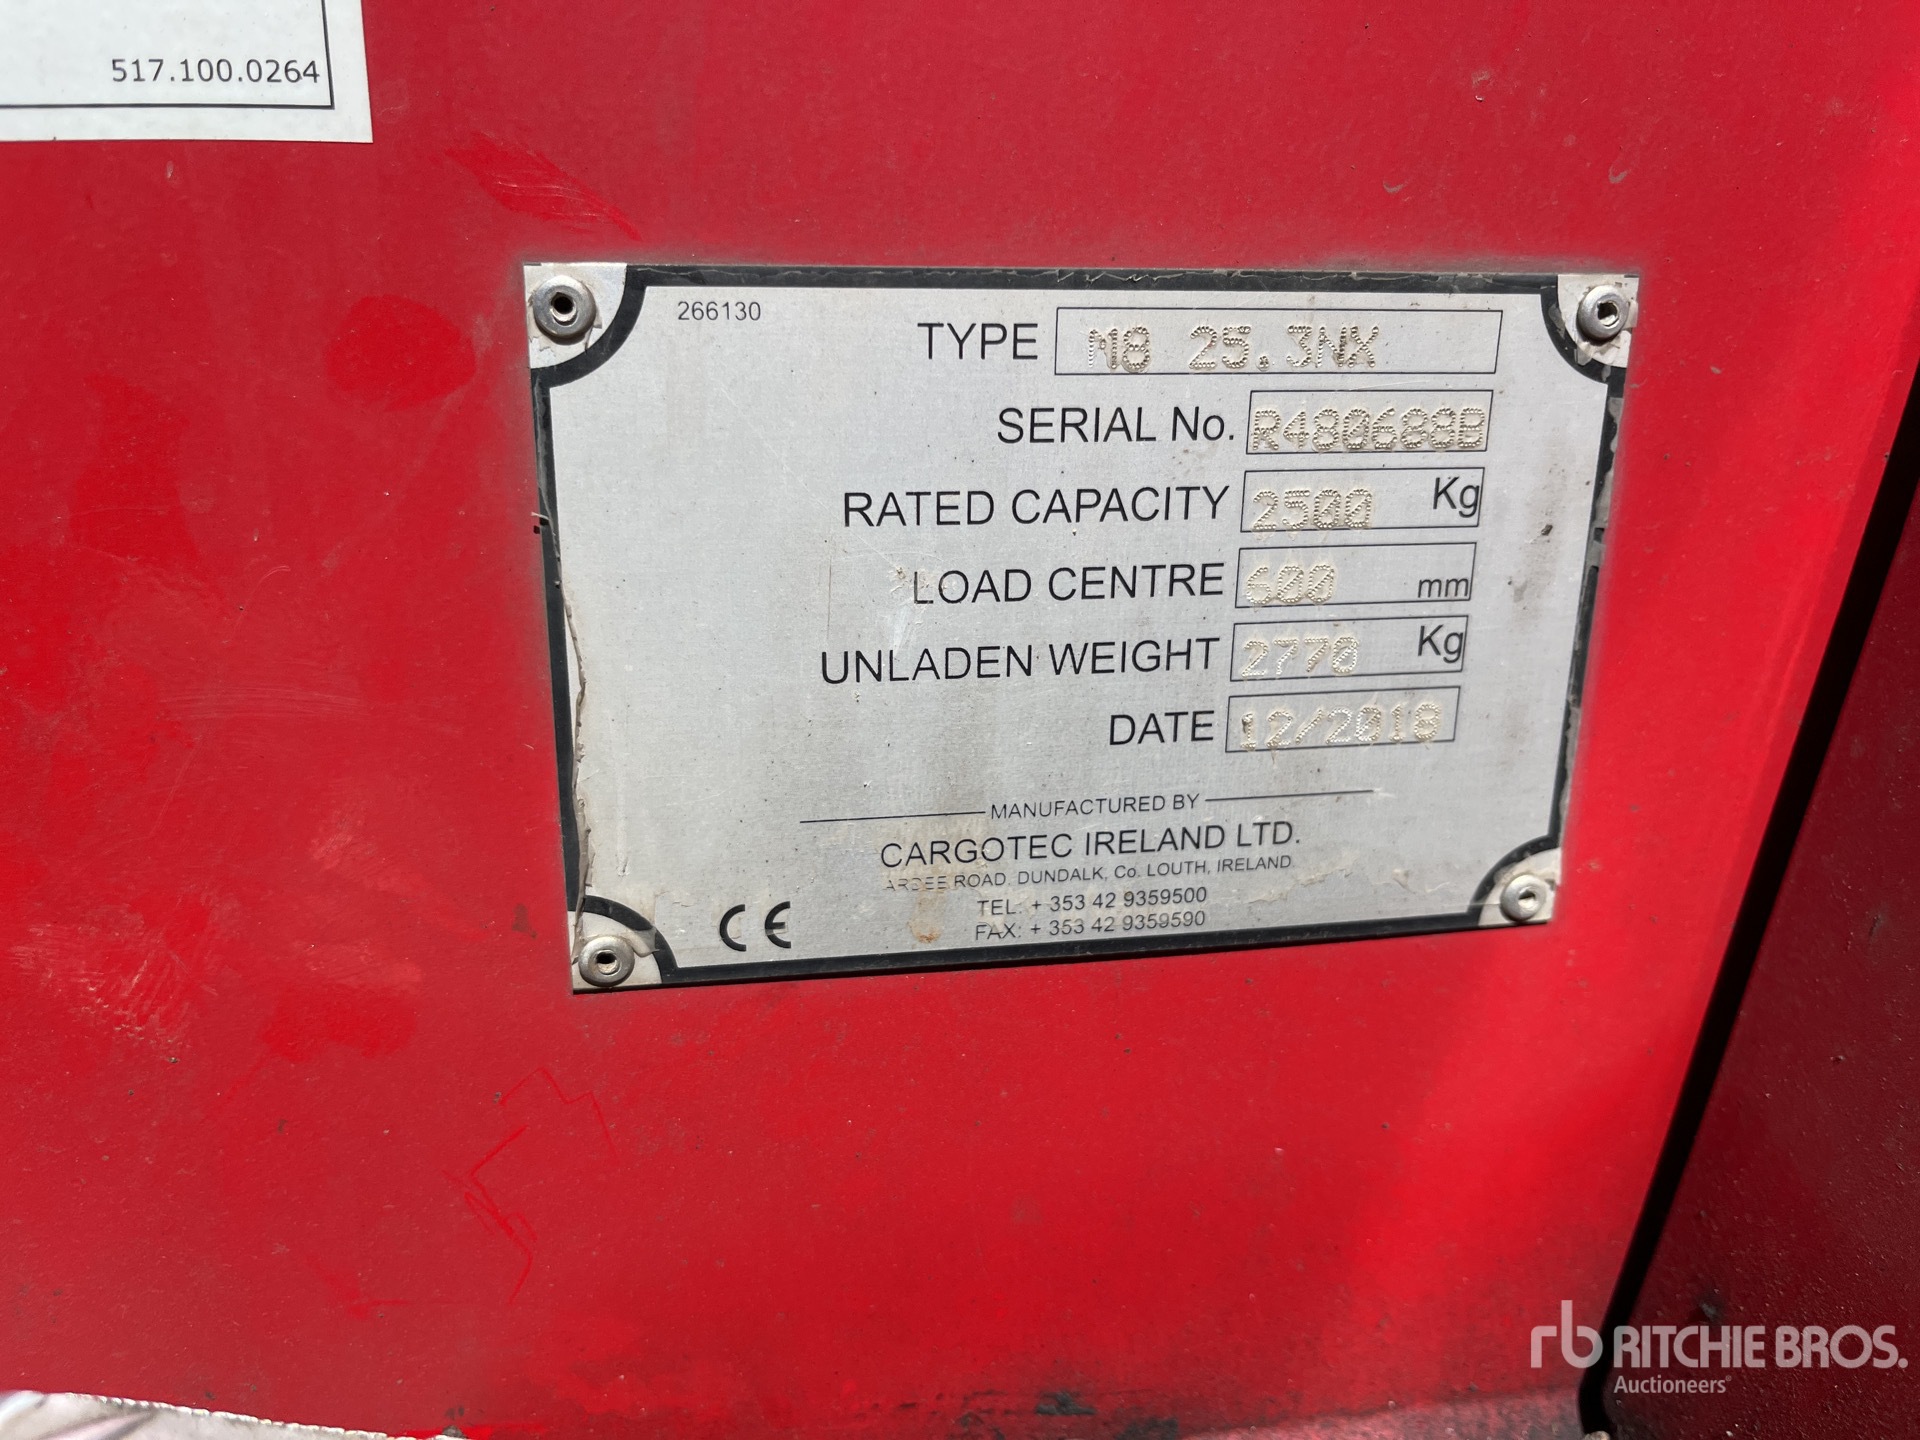 517.100.0264
266130
TYPE M8 25.3NX
SERIAL No. R480688B
RATED CAPACITY 2500 Kg
LOAD CENTRE 600 mm
UNLADEN WEIGHT 2770 Kg
DATE 12/2018
MANUFACTURED BY
CARGOTEC IRELAND LTD.
ARDEE ROAD. DUNDALK, Co. LOUTH, IRELAND.
TEL: + 353 42 9359500
FAX: + 353 42 9359590
CE
rb RITCHIE BROS.
Auctioneers